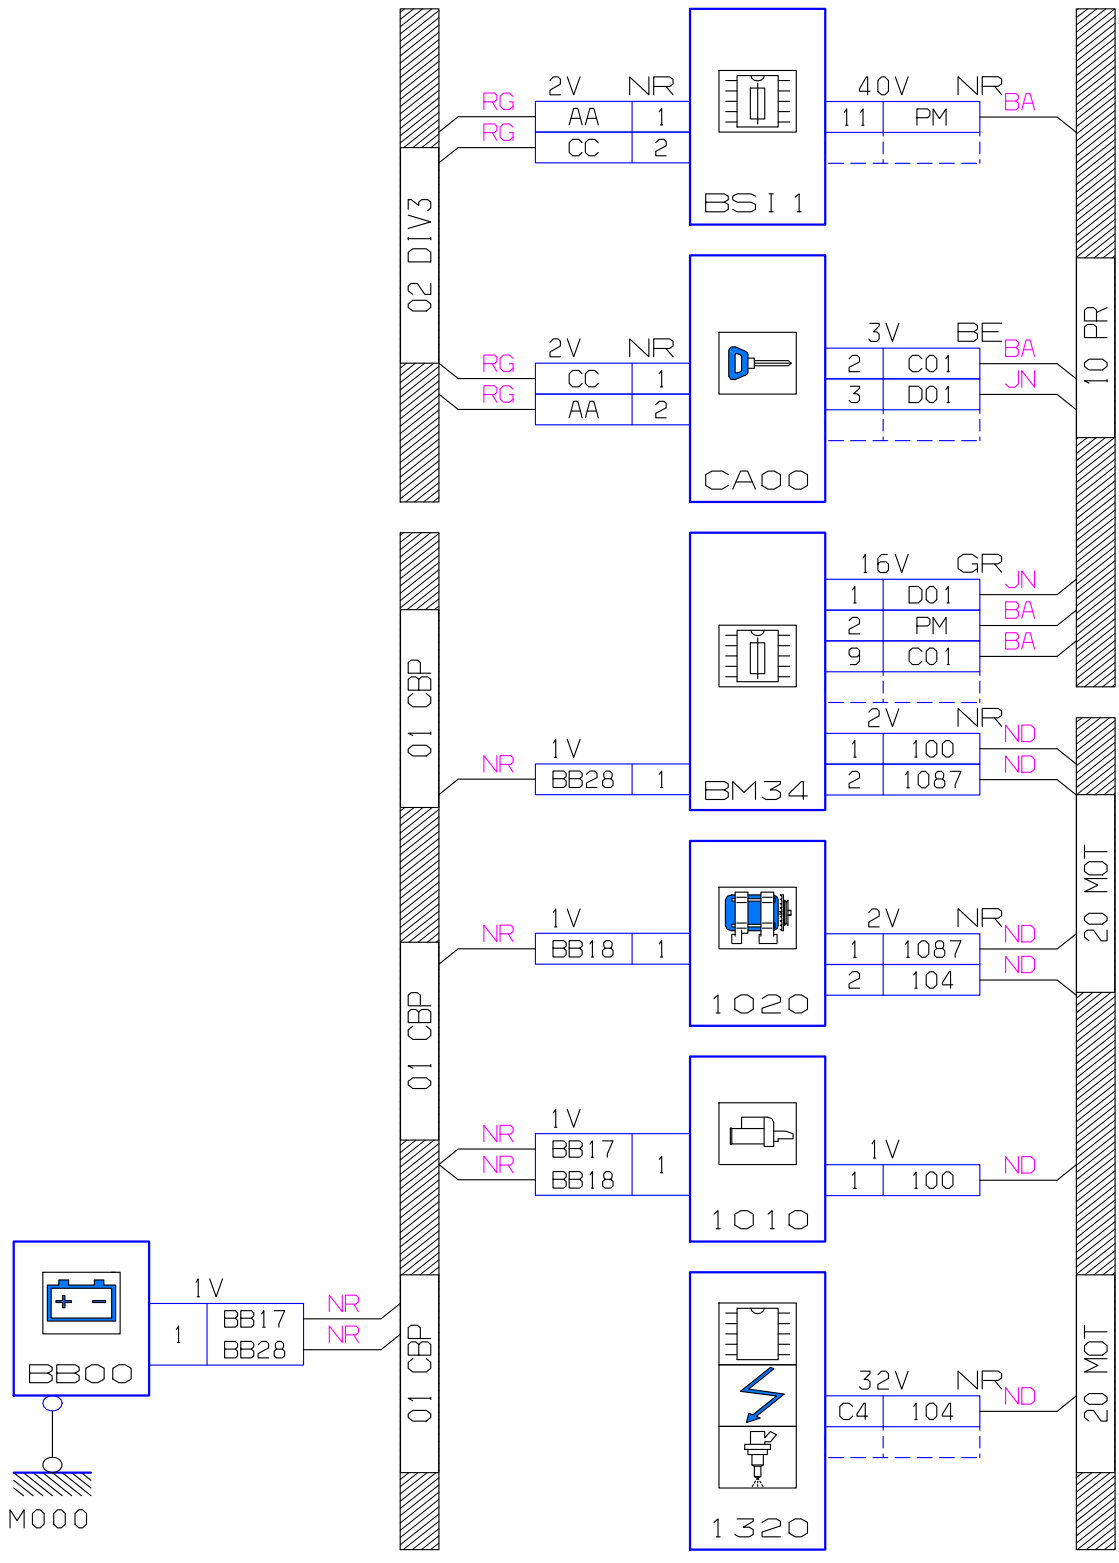 2V NR
RG AA 1
RG CC 2
40V NR
11 PM BA
BSI1
02 DIV3
10 PR
2V NR
RG CC 1
RG AA 2
3V BE
2 C01 BA
3 D01 JN
CA00
16V GR
1 D01 JN
2 PM BA
9 C01 BA
01 CBP
1V
NR BB28 1
2V NR
1 100 ND
2 1087 ND
BM34
20 MOT
1V
NR BB18 1
2V NR
1 1087 ND
2 104 ND
1020
01 CBP
1V
NR BB17
NR BB18
1
1V
1 100 ND
1010
1V
1
BB17 NR
BB28 NR
+ −
BB00
01 CBP
20 MOT
32V NR
C4 104 ND
1320
M000